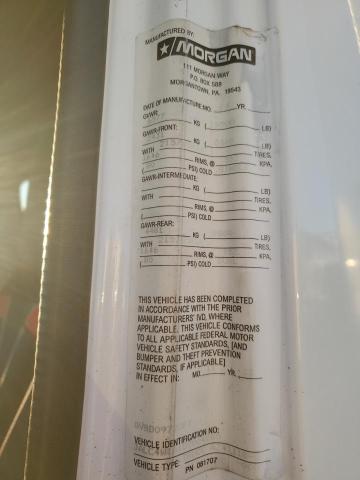 MANUFACTURED BY:
MORGAN
111 MORGAN WAY
P.O. BOX 588
MORGANTOWN, PA. 19543
DATE OF MANUFACTURE: MO. YR.
GVWR:
KG ( LB)
GAWR-FRONT:
KG ( LB)
WITH TIRES,
RIMS, @ KPA,
( PSI) COLD
GAWR-INTERMEDIATE:
KG ( LB)
WITH TIRES,
RIMS, @ KPA,
( PSI) COLD
GAWR-REAR:
KG ( LB)
WITH TIRES,
RIMS, @ KPA,
( PSI) COLD
THIS VEHICLE HAS BEEN COMPLETED
IN ACCORDANCE WITH THE PRIOR
MANUFACTURERS' IVD, WHERE
APPLICABLE. THIS VEHICLE CONFORMS
TO ALL APPLICABLE FEDERAL MOTOR
VEHICLE SAFETY STANDARDS, [AND
BUMPER AND THEFT PREVENTION
STANDARDS, IF APPLICABLE]
IN EFFECT IN: MO. YR.
VEHICLE IDENTIFICATION NO:
VEHICLE TYPE: PN 081707